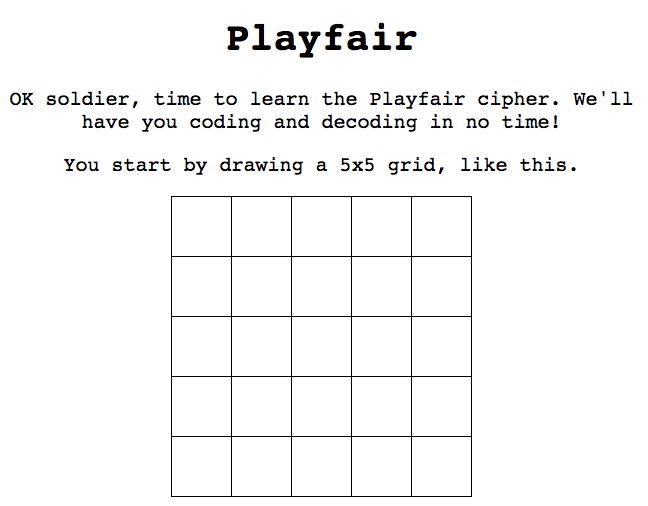 Playfair
OK soldier, time to learn the Playfair cipher. We'll
have you coding and decoding in no time!
You start by drawing a 5x5 grid, like this.